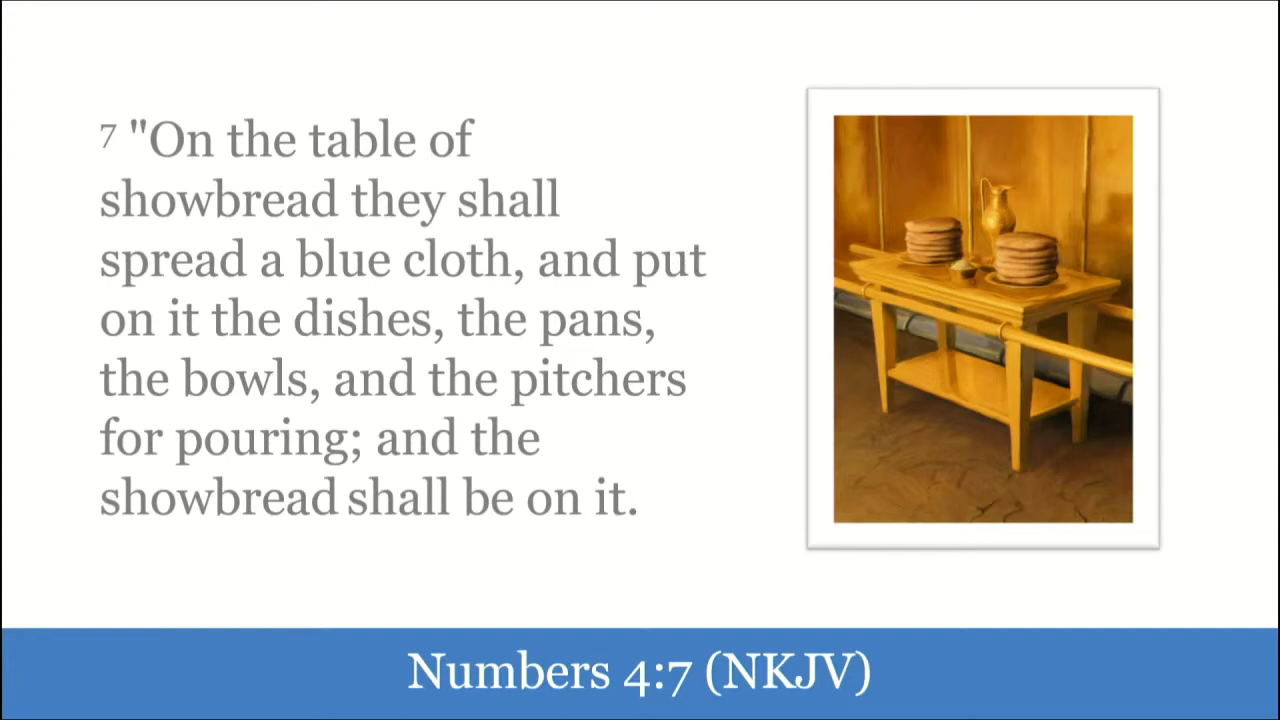 7 "On the table of
showbread they shall
spread a blue cloth, and put
on it the dishes, the pans,
the bowls, and the pitchers
for pouring; and the
showbread shall be on it.
Numbers 4:7 (NKJV)